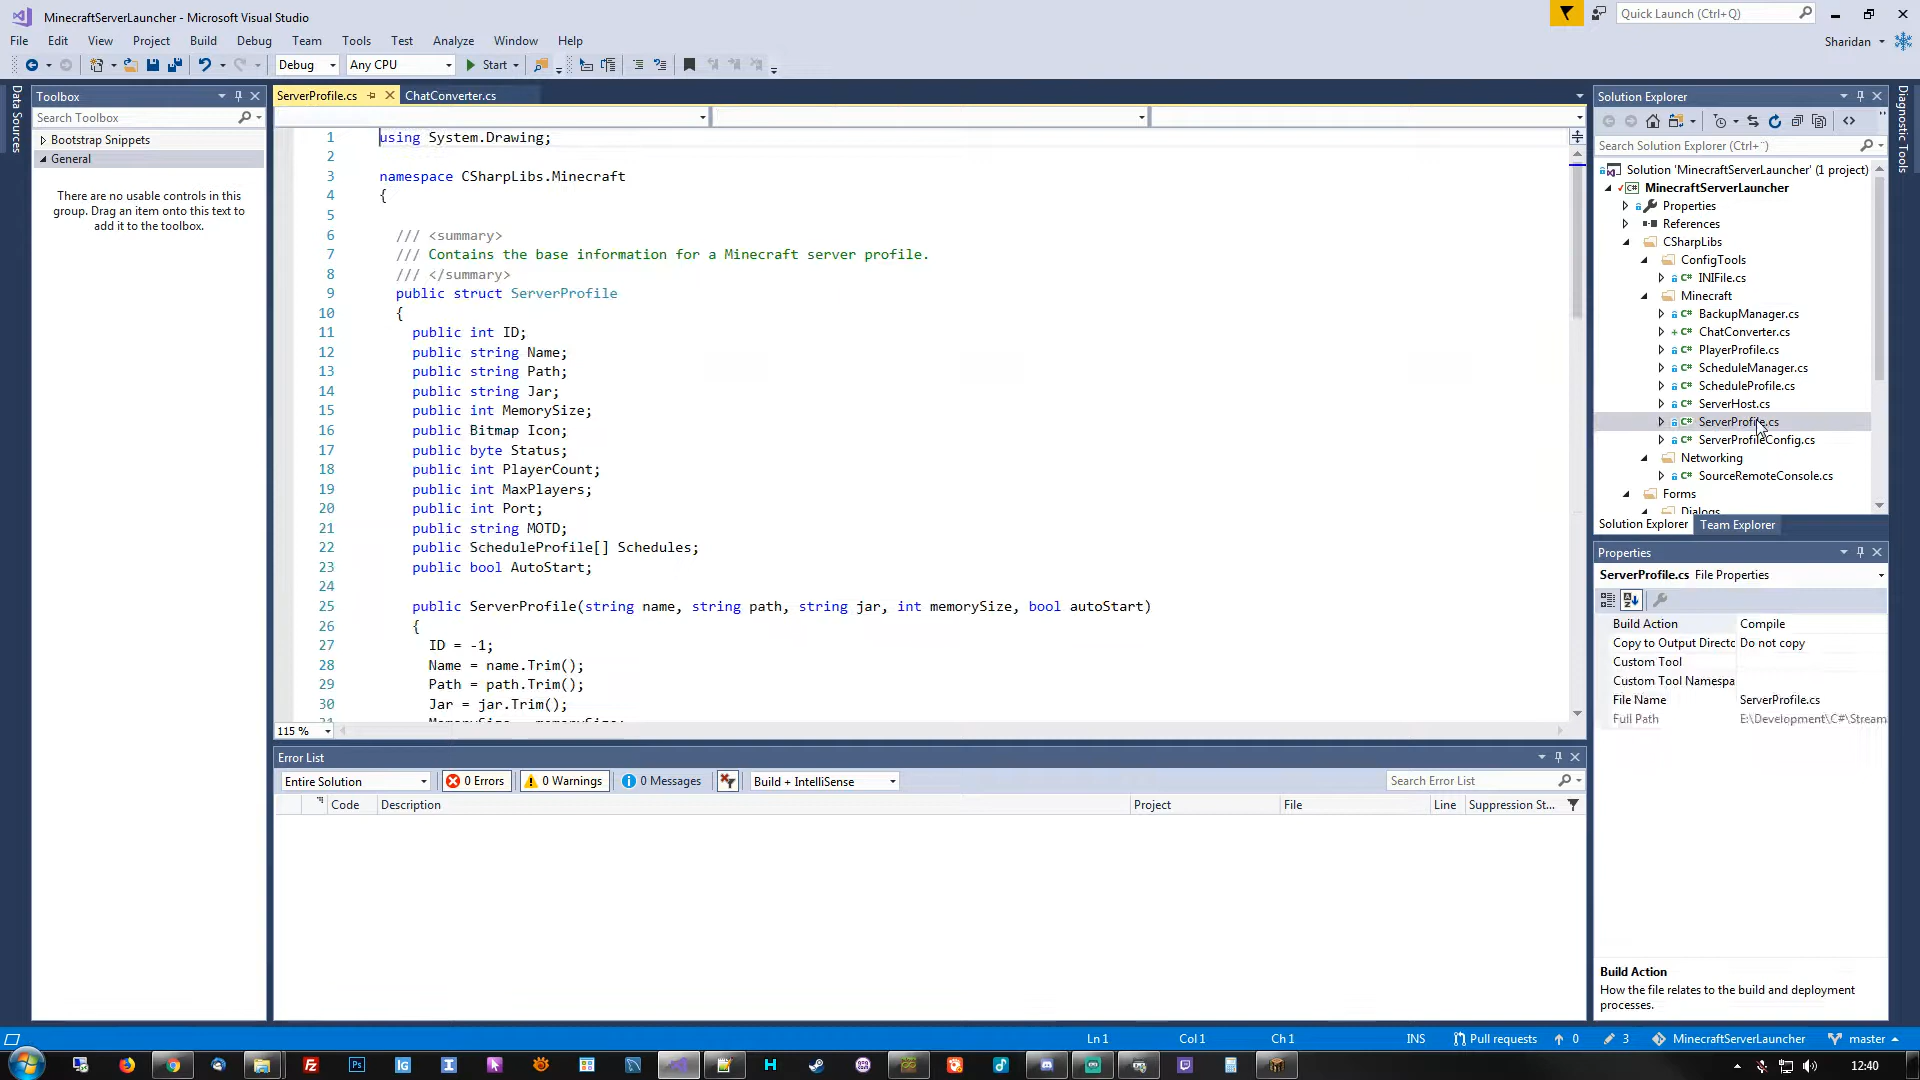 MinecraftServerLauncher - Microsoft Visual Studio
Quick Launch (Ctrl+Q)
File Edit View Project Build Debug Team Tools Test Analyze Window Help
Sharidan
Debug Any CPU Start
Data Sources
Toolbox
Search Toolbox
Bootstrap Snippets
General
There are no usable controls in this
group. Drag an item onto this text to
add it to the toolbox.
ServerProfile.cs ChatConverter.cs
1 using System.Drawing;
2
3 namespace CSharpLibs.Minecraft
4 {
5
6 /// <summary>
7 /// Contains the base information for a Minecraft server profile.
8 /// </summary>
9 public struct ServerProfile
10 {
11 public int ID;
12 public string Name;
13 public string Path;
14 public string Jar;
15 public int MemorySize;
16 public Bitmap Icon;
17 public byte Status;
18 public int PlayerCount;
19 public int MaxPlayers;
20 public int Port;
21 public string MOTD;
22 public ScheduleProfile[] Schedules;
23 public bool AutoStart;
24
25 public ServerProfile(string name, string path, string jar, int memorySize, bool autoStart)
26 {
27 ID = -1;
28 Name = name.Trim();
29 Path = path.Trim();
30 Jar = jar.Trim();
115 %
Error List
Entire Solution 0 Errors 0 Warnings 0 Messages Build + IntelliSense Search Error List
Code Description Project File Line Suppression St...
Solution Explorer
Search Solution Explorer (Ctrl+¨)
Solution 'MinecraftServerLauncher' (1 project)
MinecraftServerLauncher
Properties
References
CSharpLibs
ConfigTools
INIFile.cs
Minecraft
BackupManager.cs
ChatConverter.cs
PlayerProfile.cs
ScheduleManager.cs
ScheduleProfile.cs
ServerHost.cs
ServerProfile.cs
ServerProfileConfig.cs
Networking
SourceRemoteConsole.cs
Forms
Dialogs
Solution Explorer Team Explorer
Properties
ServerProfile.cs File Properties
Build Action Compile
Copy to Output Directo Do not copy
Custom Tool
Custom Tool Namespa
File Name ServerProfile.cs
Full Path E:\Development\C#\Stream
Build Action
How the file relates to the build and deployment
processes.
Diagnostic Tools
Ln 1 Col 1 Ch 1 INS Pull requests 0 3 MinecraftServerLauncher master
12:40